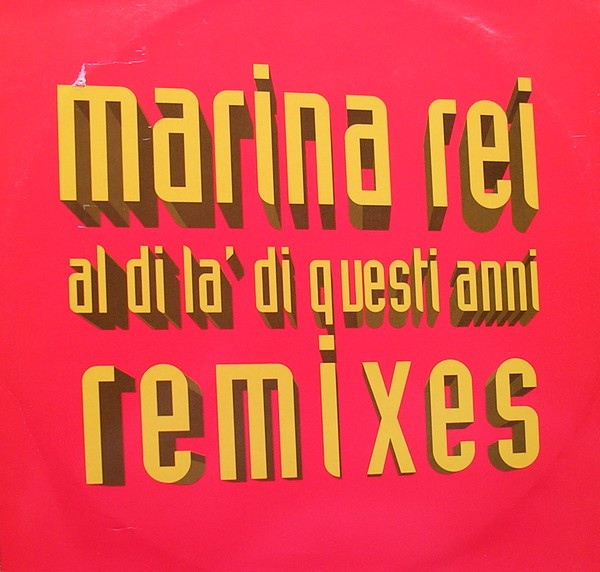 marina rei
al di la' di questi anni
remixes